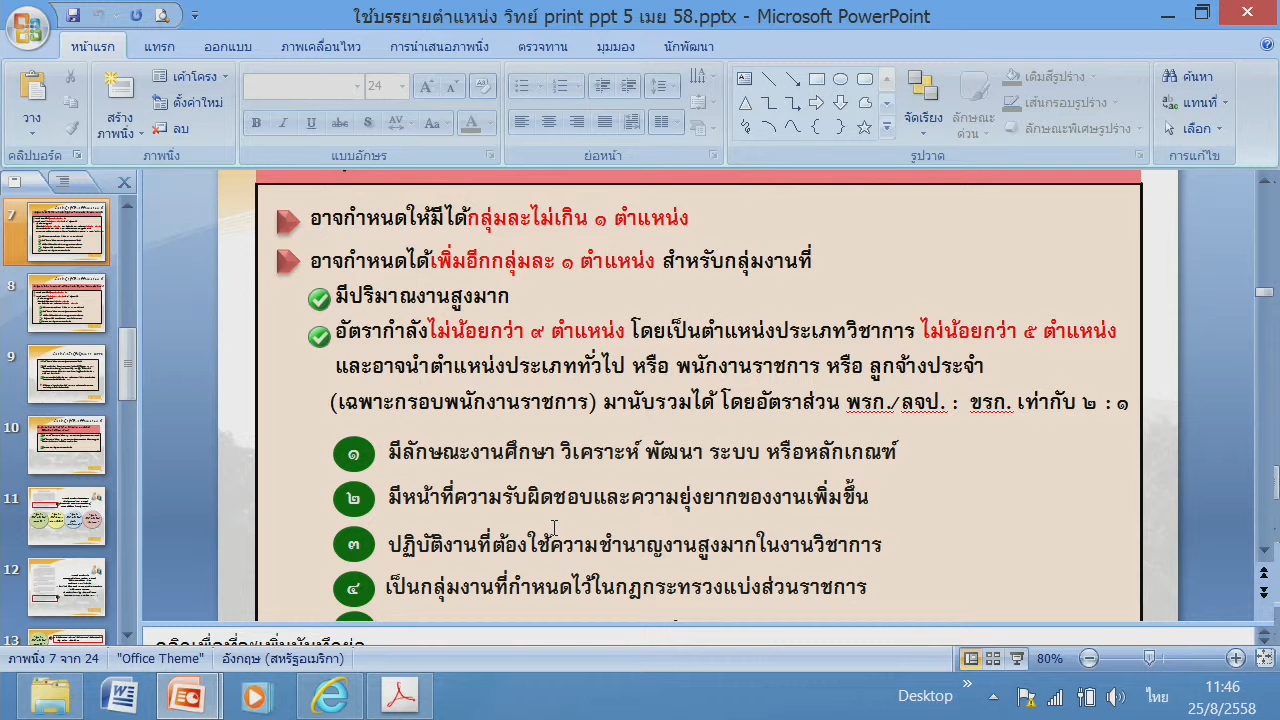 ใช้บรรยายตำแหน่ง วิทย์ print ppt 5 เมย 58.pptx - Microsoft PowerPoint
หน้าแรก แทรก ออกแบบ ภาพเคลื่อนไหว การนำเสนอภาพนิ่ง ตรวจทาน มุมมอง นักพัฒนา
วาง
สร้างภาพนิ่ง
เค้าโครง
ตั้งค่าใหม่
ลบ
24
B I U abc S AV Aa A
จัดเรียง
ลักษณะด่วน
เติมสีรูปร่าง
เส้นกรอบรูปร่าง
ลักษณะพิเศษรูปร่าง
ค้นหา
แทนที่
เลือก
คลิปบอร์ด ภาพนิ่ง แบบอักษร ย่อหน้า รูปวาด การแก้ไข
7
8
9
10
11
12
13
อาจกำหนดให้มีได้กลุ่มละไม่เกิน ๑ ตำแหน่ง
อาจกำหนดได้เพิ่มอีกกลุ่มละ ๑ ตำแหน่ง สำหรับกลุ่มงานที่
มีปริมาณงานสูงมาก
อัตรากำลังไม่น้อยกว่า ๙ ตำแหน่ง โดยเป็นตำแหน่งประเภทวิชาการ ไม่น้อยกว่า ๕ ตำแหน่ง
และอาจนำตำแหน่งประเภททั่วไป หรือ พนักงานราชการ หรือ ลูกจ้างประจำ
(เฉพาะกรอบพนักงานราชการ) มานับรวมได้ โดยอัตราส่วน พรก./ลจป. : ขรก. เท่ากับ ๒ : ๑
๑ มีลักษณะงานศึกษา วิเคราะห์ พัฒนา ระบบ หรือหลักเกณฑ์
๒ มีหน้าที่ความรับผิดชอบและความยุ่งยากของงานเพิ่มขึ้น
๓ ปฏิบัติงานที่ต้องใช้ความชำนาญงานสูงมากในงานวิชาการ
๔ เป็นกลุ่มงานที่กำหนดไว้ในกฎกระทรวงแบ่งส่วนราชการ
ภาพนิ่ง 7 จาก 24 "Office Theme" อังกฤษ (สหรัฐอเมริกา) 80%
Desktop » ไทย 11:46
25/8/2558